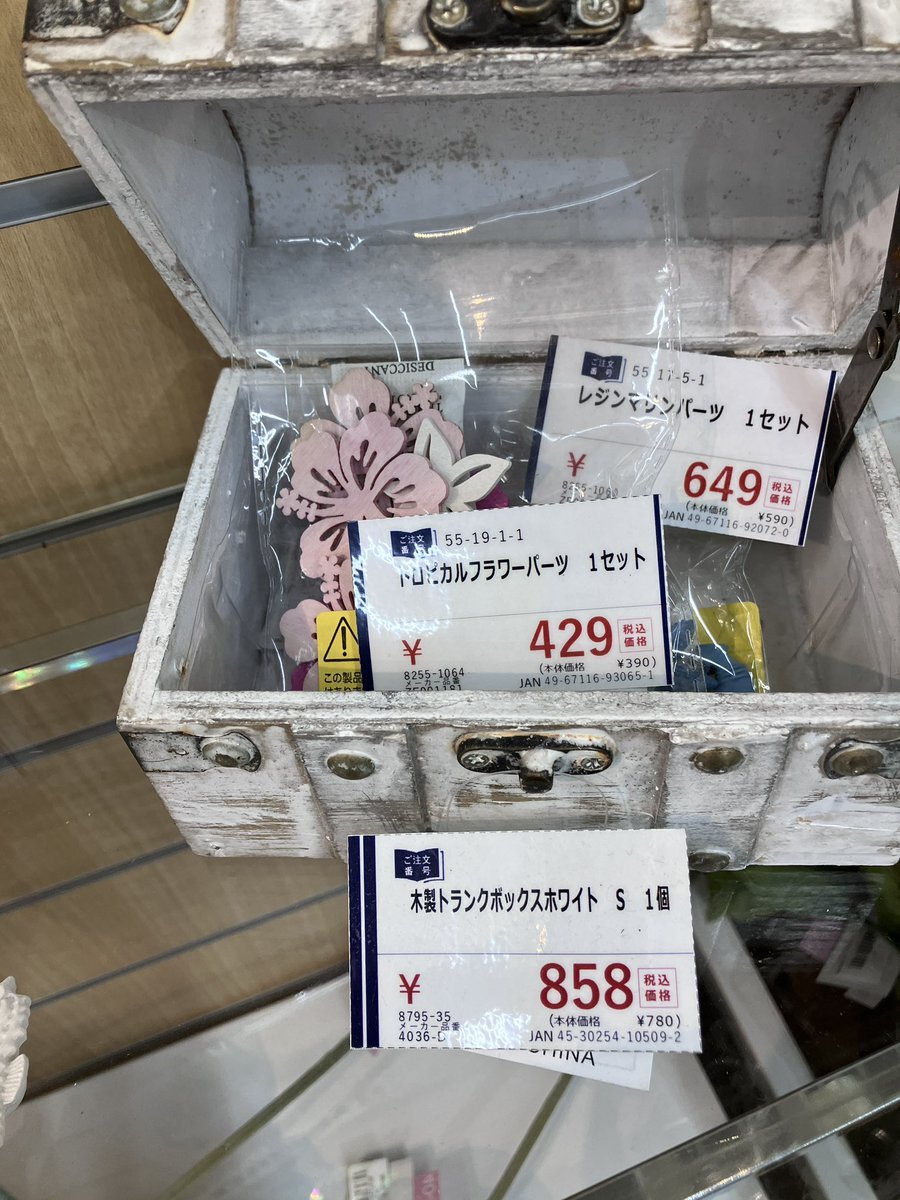 DESICCANT
ご注文
番号
55-17-5-1
レジンマリンパーツ 1セット
¥ 649 税込
価格
(本体価格 ¥590)
JAN 49-67116-92072-0
ご注文
番号
55-19-1-1
トロピカルフラワーパーツ 1セット
¥ 429 税込
価格
(本体価格 ¥390)
8255-1064
メーカー品番
JAN 49-67116-93065-1
この製品
ご注文
番号
木製トランクボックスホワイト S 1個
¥ 858 税込
価格
(本体価格 ¥780)
8795-35
メーカー品番
4036-D
JAN 45-30254-10509-2
CHINA